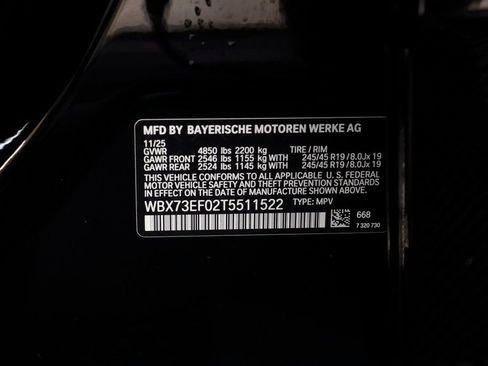 MFD BY BAYERISCHE MOTOREN WERKE AG
11/25
GVWR 4850 lbs 2200 kg TIRE / RIM
GAWR FRONT 2546 lbs 1155 kg WITH 245/45 R19 / 8.0Jx 19
GAWR REAR 2524 lbs 1145 kg WITH 245/45 R19 / 8.0Jx 19
THIS VEHICLE CONFORMS TO ALL APPLICABLE U. S. FEDERAL
MOTOR VEHICLE SAFETY, BUMPER, AND THEFT PREVENTION
STANDARDS IN EFFECT ON THE DATE OF MANUFACTURE SHOWN ABOVE.
WBX73EF02T5511522 TYPE: MPV
668
7 320 730